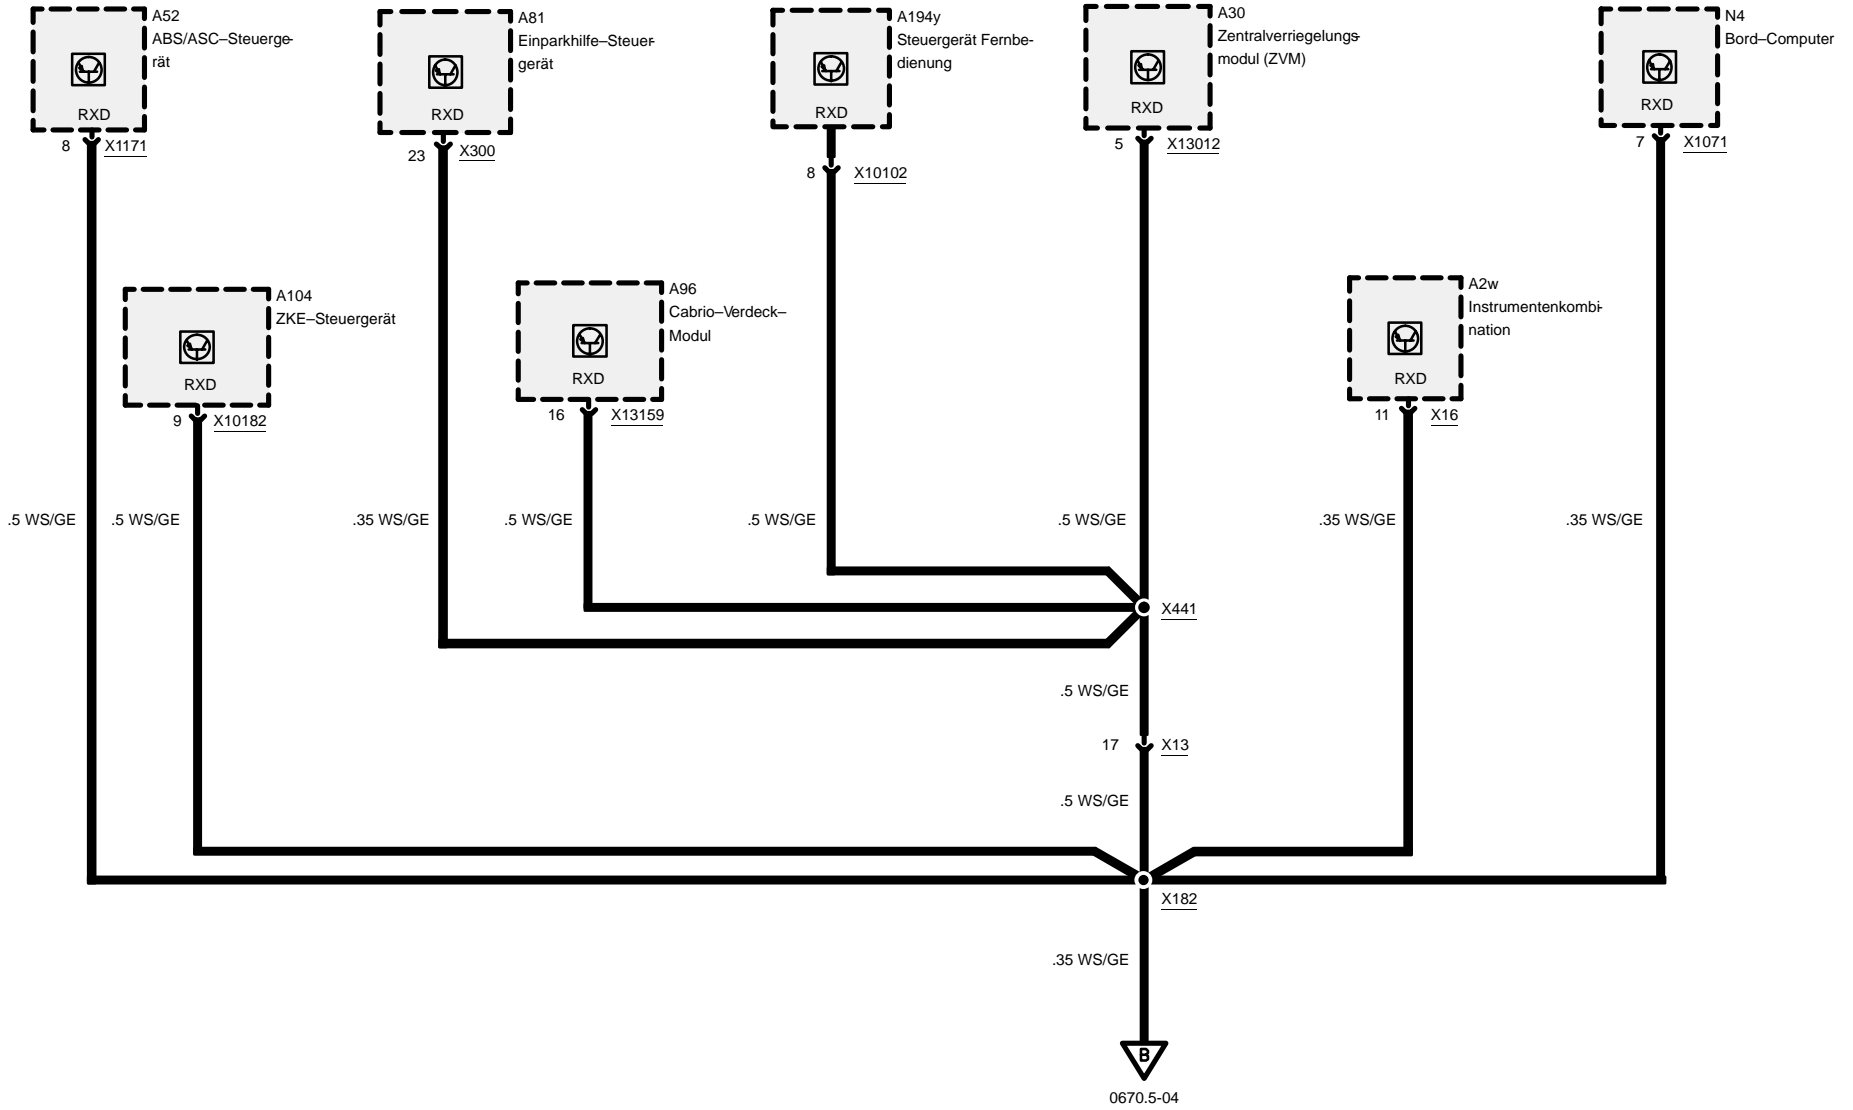 A52
ABS/ASC–Steuerge-
rät
RXD
8
X1171
A81
Einparkhilfe–Steuer-
gerät
RXD
23
X300
A194y
Steuergerät Fernbe-
dienung
RXD
8
X10102
A30
Zentralverriegelungs-
modul (ZVM)
RXD
5
X13012
N4
Bord–Computer
RXD
7
X1071
A104
ZKE–Steuergerät
RXD
9
X10182
A96
Cabrio–Verdeck–
Modul
RXD
16
X13159
A2w
Instrumentenkombi-
nation
RXD
11
X16
.5 WS/GE
.5 WS/GE
.35 WS/GE
.5 WS/GE
.5 WS/GE
.5 WS/GE
.35 WS/GE
.35 WS/GE
X441
.5 WS/GE
17
X13
.5 WS/GE
X182
.35 WS/GE
B
0670.5-04